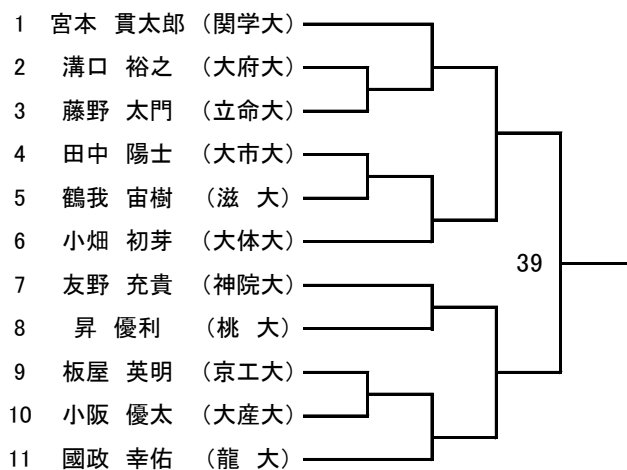 1 宮本 貫太郎 （関学大）
2 溝口 裕之 （大府大）
3 藤野 太門 （立命大）
4 田中 陽士 （大市大）
5 鶴我 宙樹 （滋 大）
6 小畑 初芽 （大体大）
39
7 友野 充貴 （神院大）
8 昇 優利 （桃 大）
9 板屋 英明 （京工大）
10 小阪 優太 （大産大）
11 國政 幸佑 （龍 大）